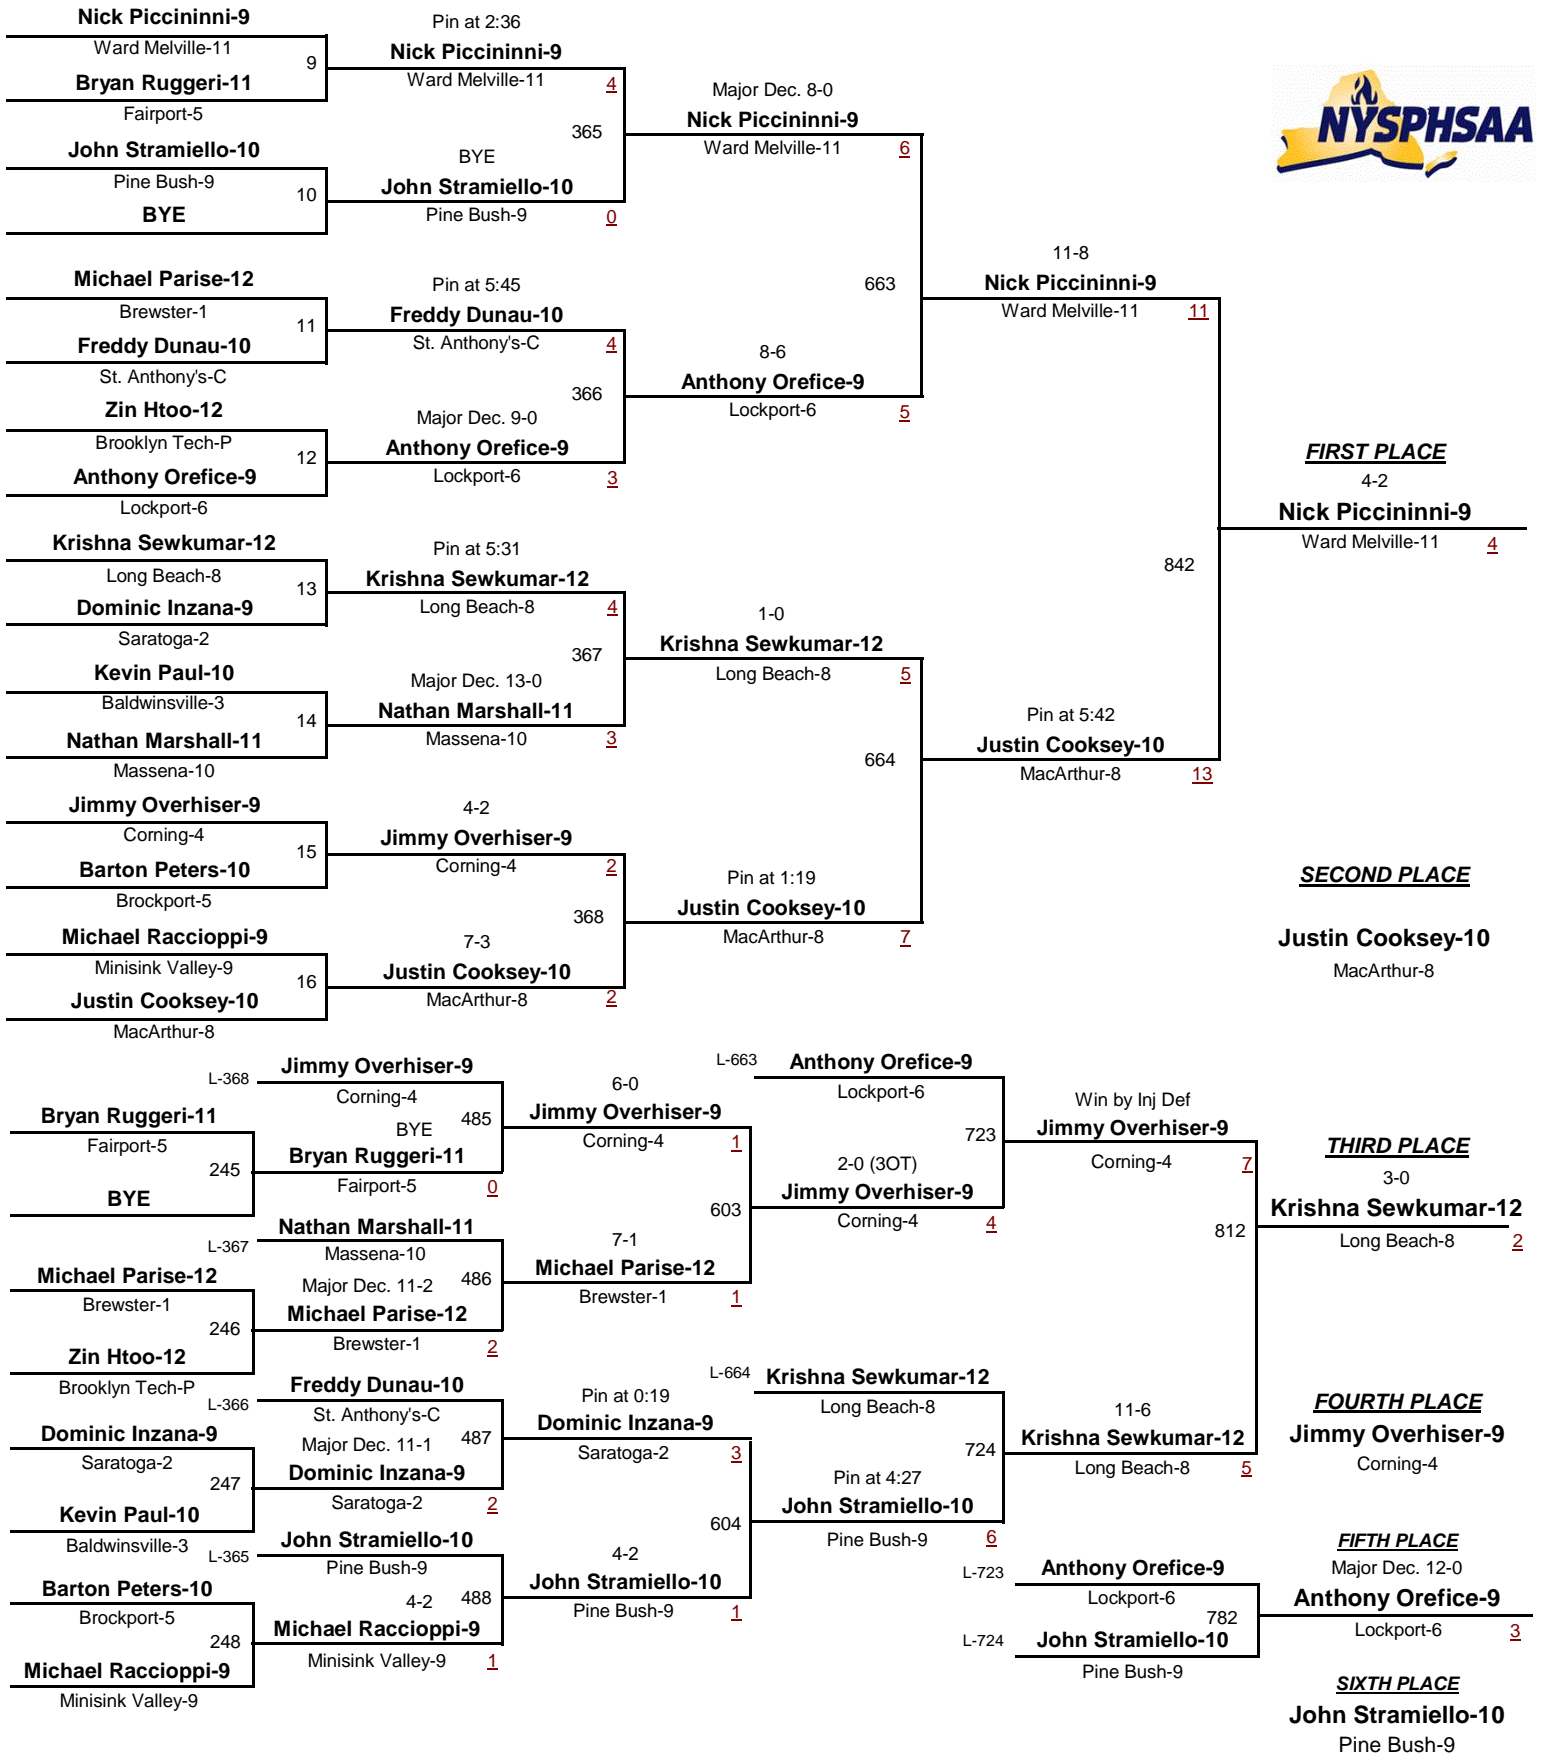 Nick Piccininni-9
Ward Melville-11
9
Bryan Ruggeri-11
Fairport-5
John Stramiello-10
Pine Bush-9
10
BYE
Michael Parise-12
Brewster-1
11
Freddy Dunau-10
St. Anthony's-C
Zin Htoo-12
Brooklyn Tech-P
12
Anthony Orefice-9
Lockport-6
Krishna Sewkumar-12
Long Beach-8
13
Dominic Inzana-9
Saratoga-2
Kevin Paul-10
Baldwinsville-3
14
Nathan Marshall-11
Massena-10
Jimmy Overhiser-9
Corning-4
15
Barton Peters-10
Brockport-5
Michael Raccioppi-9
Minisink Valley-9
16
Justin Cooksey-10
MacArthur-8
Pin at 2:36
Nick Piccininni-9
Ward Melville-11 4
365
BYE
John Stramiello-10
Pine Bush-9 0
Pin at 5:45
Freddy Dunau-10
St. Anthony's-C 4
366
Major Dec. 9-0
Anthony Orefice-9
Lockport-6 3
Pin at 5:31
Krishna Sewkumar-12
Long Beach-8 4
367
Major Dec. 13-0
Nathan Marshall-11
Massena-10 3
4-2
Jimmy Overhiser-9
Corning-4 2
368
7-3
Justin Cooksey-10
MacArthur-8 2
Major Dec. 8-0
Nick Piccininni-9
Ward Melville-11 6
663
8-6
Anthony Orefice-9
Lockport-6 5
1-0
Krishna Sewkumar-12
Long Beach-8 5
664
Pin at 1:19
Justin Cooksey-10
MacArthur-8 7
11-8
Nick Piccininni-9
Ward Melville-11 11
842
Pin at 5:42
Justin Cooksey-10
MacArthur-8 13
NYSPHSAA
FIRST PLACE
4-2
Nick Piccininni-9
Ward Melville-11 4
SECOND PLACE
Justin Cooksey-10
MacArthur-8
Bryan Ruggeri-11
Fairport-5
245
BYE
Michael Parise-12
Brewster-1
246
Zin Htoo-12
Brooklyn Tech-P
Dominic Inzana-9
Saratoga-2
247
Kevin Paul-10
Baldwinsville-3
Barton Peters-10
Brockport-5
248
Michael Raccioppi-9
Minisink Valley-9
L-368
Jimmy Overhiser-9
Corning-4
485
BYE
Bryan Ruggeri-11
Fairport-5 0
L-367
Nathan Marshall-11
Massena-10
486
Major Dec. 11-2
Michael Parise-12
Brewster-1 2
L-366
Freddy Dunau-10
St. Anthony's-C
487
Major Dec. 11-1
Dominic Inzana-9
Saratoga-2 2
L-365
John Stramiello-10
Pine Bush-9
488
4-2
Michael Raccioppi-9
Minisink Valley-9 1
6-0
Jimmy Overhiser-9
Corning-4 1
603
7-1
Michael Parise-12
Brewster-1 1
Pin at 0:19
Dominic Inzana-9
Saratoga-2 3
604
4-2
John Stramiello-10
Pine Bush-9 1
L-663
Anthony Orefice-9
Lockport-6
723
2-0 (3OT)
Jimmy Overhiser-9
Corning-4 4
L-664
Krishna Sewkumar-12
Long Beach-8
724
Pin at 4:27
John Stramiello-10
Pine Bush-9 6
Win by Inj Def
Jimmy Overhiser-9
Corning-4 7
812
11-6
Krishna Sewkumar-12
Long Beach-8 5
L-723
Anthony Orefice-9
Lockport-6
782
L-724
John Stramiello-10
Pine Bush-9
THIRD PLACE
3-0
Krishna Sewkumar-12
Long Beach-8 2
FOURTH PLACE
Jimmy Overhiser-9
Corning-4
FIFTH PLACE
Major Dec. 12-0
Anthony Orefice-9
Lockport-6 3
SIXTH PLACE
John Stramiello-10
Pine Bush-9